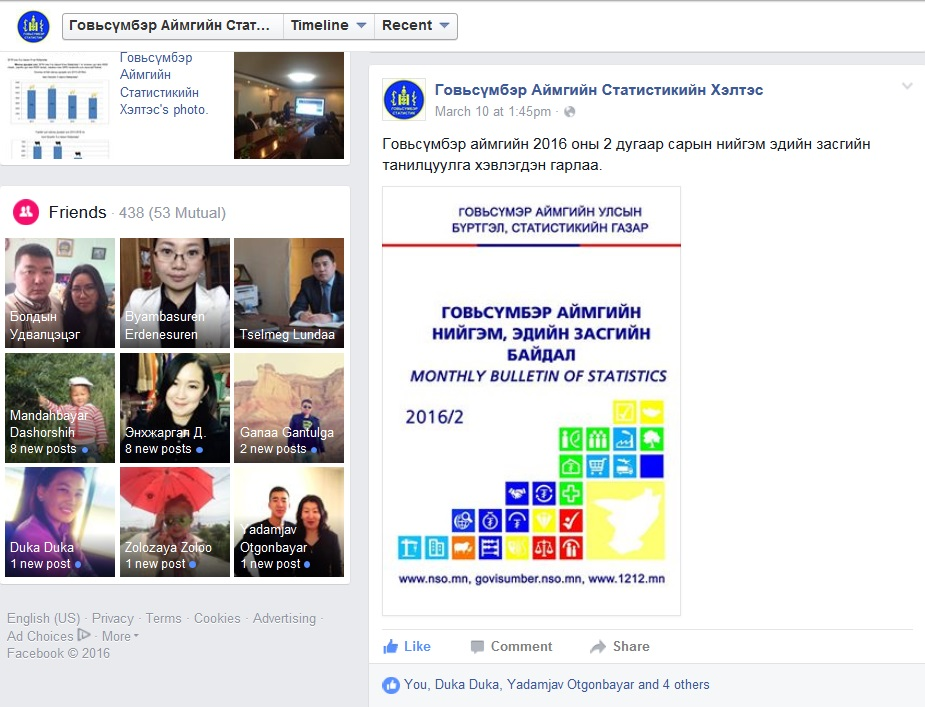 Говьсүмбэр Аймгийн Стат...
Timeline
Recent
Говьсүмбэр
Аймгийн
Статистикийн
Хэлтэс's photo.
Friends · 438 (53 Mutual)
Болдын
Удвалцэцэг
Byambasuren
Erdenesuren
Tselmeg Lundaa
Mandahbayar
Dashorshih
8 new posts
Энхжаргал Д.
8 new posts
Ganaa Gantulga
2 new posts
Duka Duka
1 new post
Zolozaya Zoloo
1 new post
Yadamjav
Otgonbayar
1 new post
English (US) · Privacy · Terms · Cookies · Advertising ·
Ad Choices · More
Facebook © 2016
Говьсүмбэр Аймгийн Статистикийн Хэлтэс
March 10 at 1:45pm ·
Говьсүмбэр аймгийн 2016 оны 2 дугаар сарын нийгэм эдийн засгийн
танилцуулга хэвлэгдэн гарлаа.
ГОВЬСҮМЭР АЙМГИЙН УЛСЫН
БҮРТГЭЛ, СТАТИСТИКИЙН ГАЗАР
ГОВЬСҮМБЭР АЙМГИЙН
НИЙГЭМ, ЭДИЙН ЗАСГИЙН
БАЙДАЛ
MONTHLY BULLETIN OF STATISTICS
2016/2
www.nso.mn, govisumber.nso.mn, www.1212.mn
Like
Comment
Share
You, Duka Duka, Yadamjav Otgonbayar and 4 others